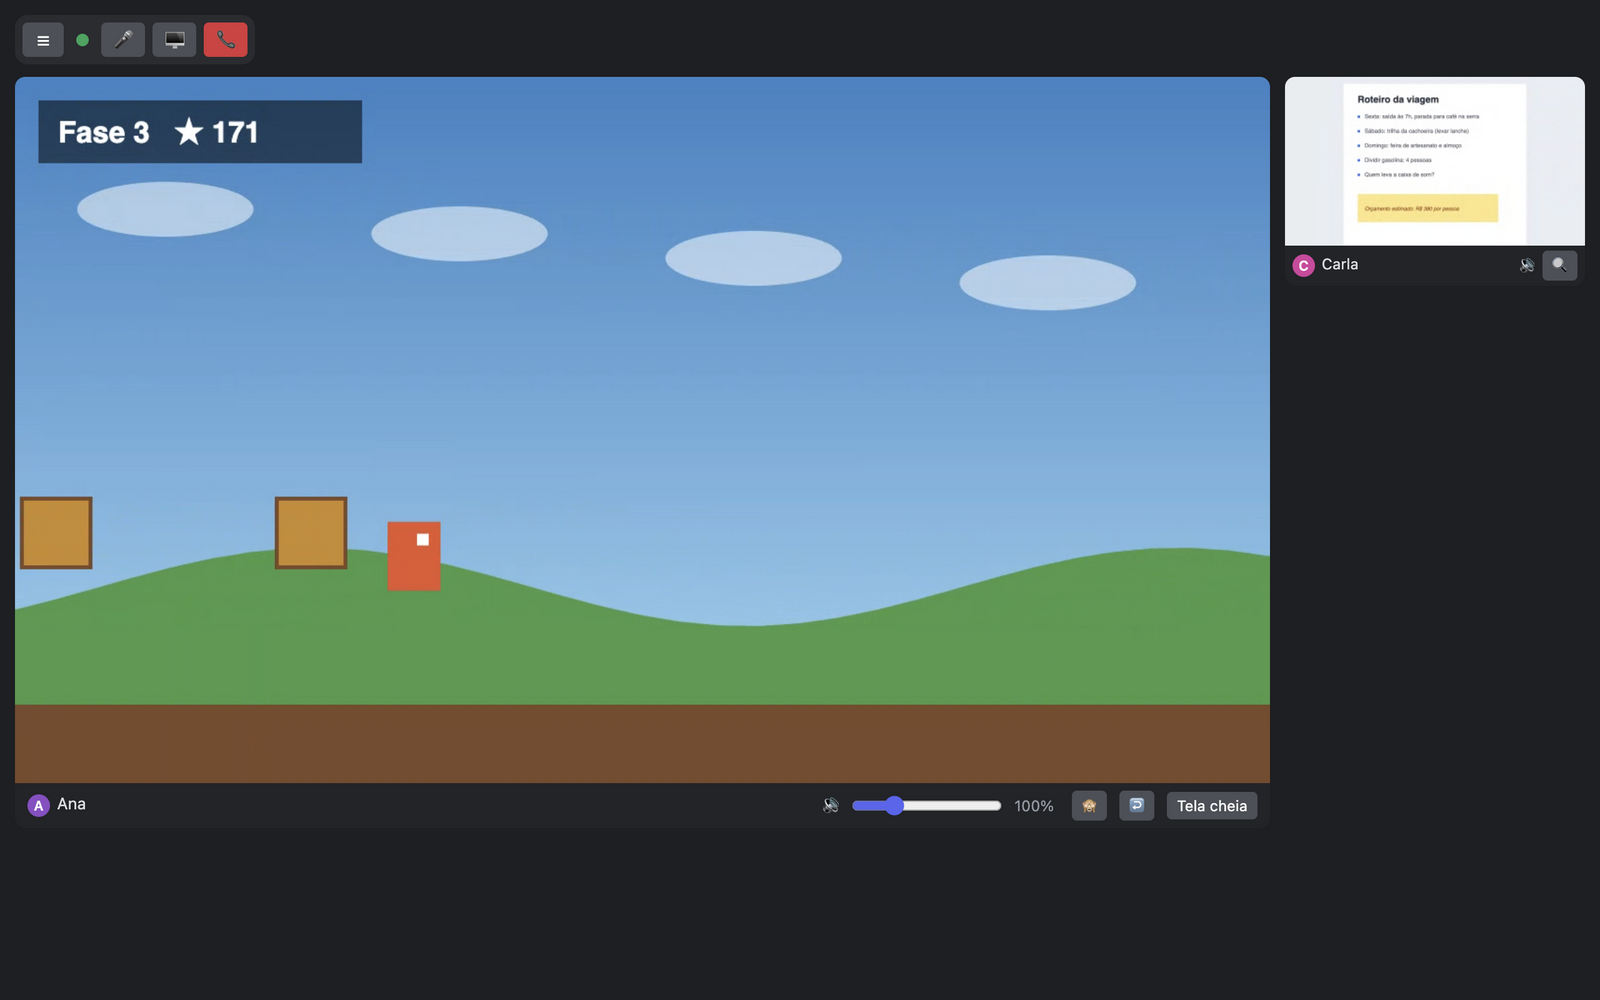 Fase 3 ★ 171
Roteiro da viagem
Sexta: saída às 7h, parada para café na serra
Sábado: trilha da cachoeira (levar lanche)
Domingo: feira de artesanato e almoço
Dividir gasolina: 4 pessoas
Quem leva a caixa de som?
Orçamento estimado: R$ 380 por pessoa
C Carla
A Ana
100%
Tela cheia